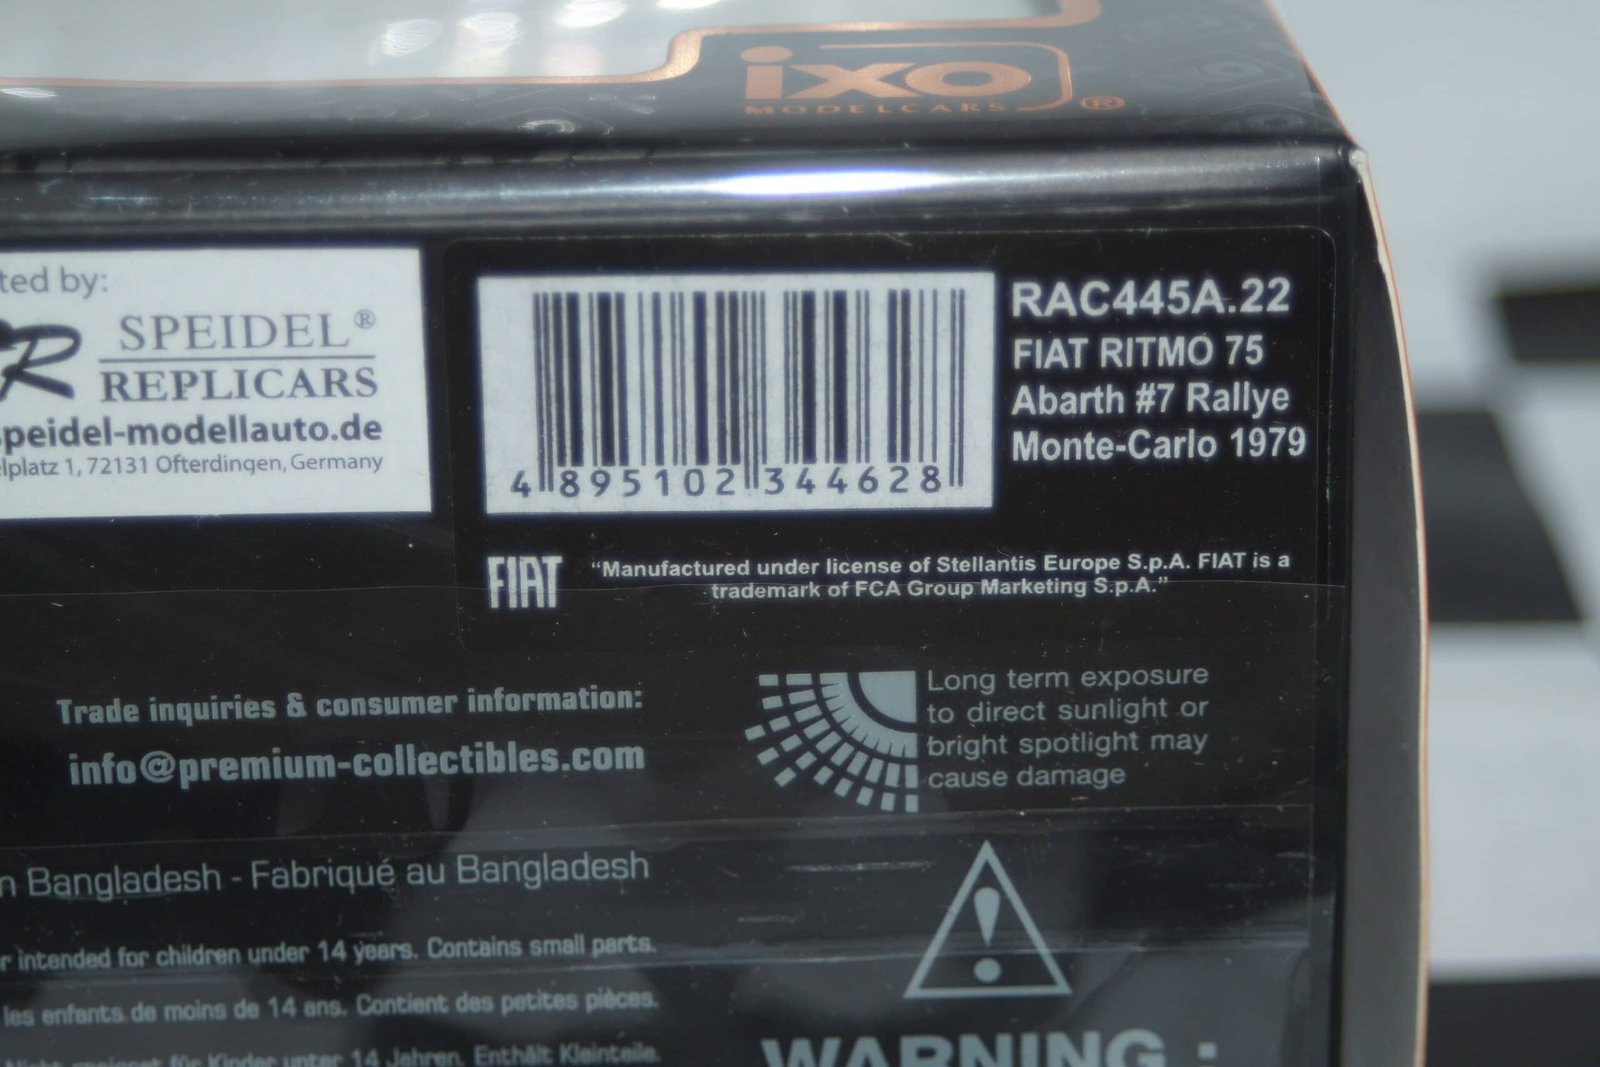 ixo
MODELCARS ®
ted by:
R SPEIDEL®
REPLICARS
speidel-modellauto.de
elplatz 1, 72131 Ofterdingen, Germany
4 895102 344628
RAC445A.22
FIAT RITMO 75
Abarth #7 Rallye
Monte-Carlo 1979
FIAT
“Manufactured under license of Stellantis Europe S.p.A. FIAT is a
trademark of FCA Group Marketing S.p.A.”
Trade inquiries & consumer information:
info@premium-collectibles.com
Long term exposure
to direct sunlight or
bright spotlight may
cause damage
n Bangladesh - Fabriqué au Bangladesh
r intended for children under 14 years. Contains small parts.
les enfants de moins de 14 ans. Contient des petites pièces.
Nicht geeignet für Kinder unter 14 Jahren. Enthält Kleinteile.
WARNING :